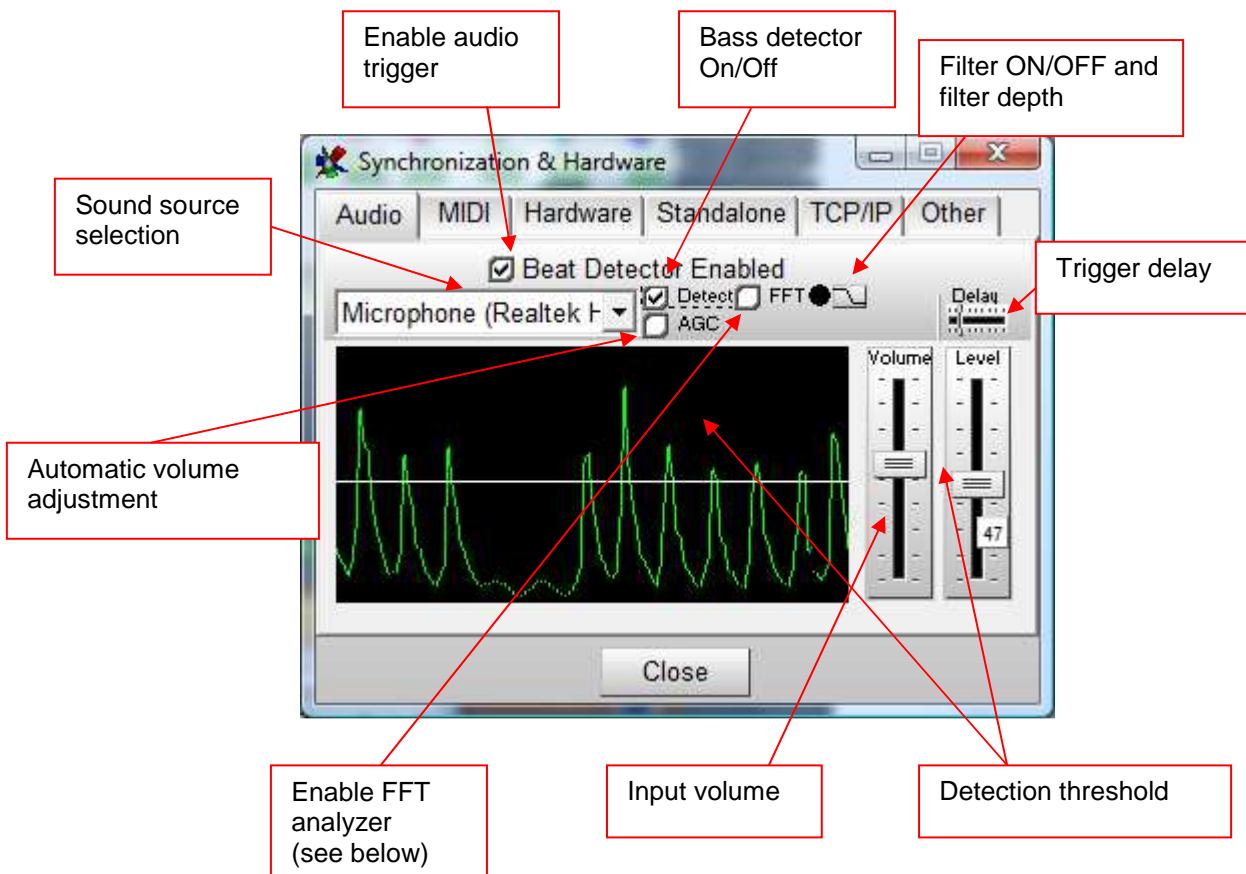 Enable audio
trigger
Bass detector
On/Off
Filter ON/OFF and
filter depth
Synchronization & Hardware
Sound source
selection
Audio MIDI Hardware Standalone TCP/IP Other
Trigger delay
Beat Detector Enabled
Microphone (Realtek H
Detect
FFT
Delay
AGC
Volume
Level
Automatic volume
adjustment
47
Close
Enable FFT
analyzer
(see below)
Input volume
Detection threshold